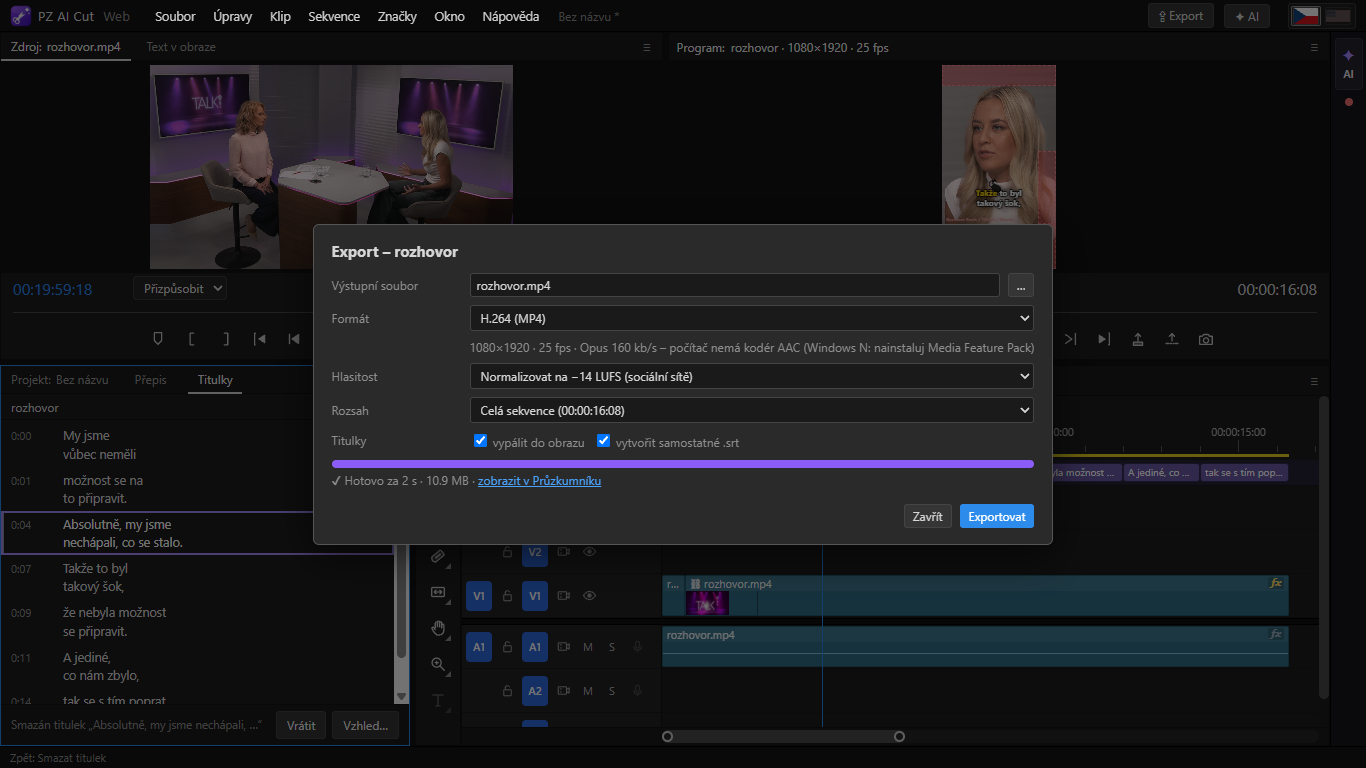 PZ AI Cut Web Soubor Úpravy Klip Sekvence Značky Okno Nápověda Bez názvu * Export AI
Zdroj: rozhovor.mp4 Text v obraze
Program: rozhovor · 1080×1920 · 25 fps
AI
TALK!
Takže to byl
takový šok,
00:19:59:18 Přizpůsobit
00:00:16:08
Export – rozhovor
Výstupní soubor rozhovor.mp4 ...
Formát H.264 (MP4)
1080×1920 · 25 fps · Opus 160 kb/s – počítač nemá kodér AAC (Windows N: nainstaluj Media Feature Pack)
Hlasitost Normalizovat na −14 LUFS (sociální sítě)
Rozsah Celá sekvence (00:00:16:08)
Titulky vypálit do obrazu vytvořit samostatné .srt
✓ Hotovo za 2 s · 10.9 MB · zobrazit v Průzkumníku
Zavřít Exportovat
Projekt: Bez názvu Přepis Titulky
rozhovor
0:00 My jsme
vůbec neměli
0:01 možnost se na
to připravit.
0:04 Absolutně, my jsme
nechápali, co se stalo.
0:07 Takže to byl
takový šok,
0:09 že nebyla možnost
se připravit.
0:11 A jediné,
co nám zbylo,
0:14 tak se s tím poprat
Smazán titulek „Absolutně, my jsme nechápali, ...“ Vrátit Vzhled...
Zpět: Smazat titulek
00:00:15:00
možnost ... A jediné, co ... tak se s tím pop...
V2
V1 V1 r... rozhovor.mp4 fx
TALK!
A1 A1 M S rozhovor.mp4 fx
A2 M S
T